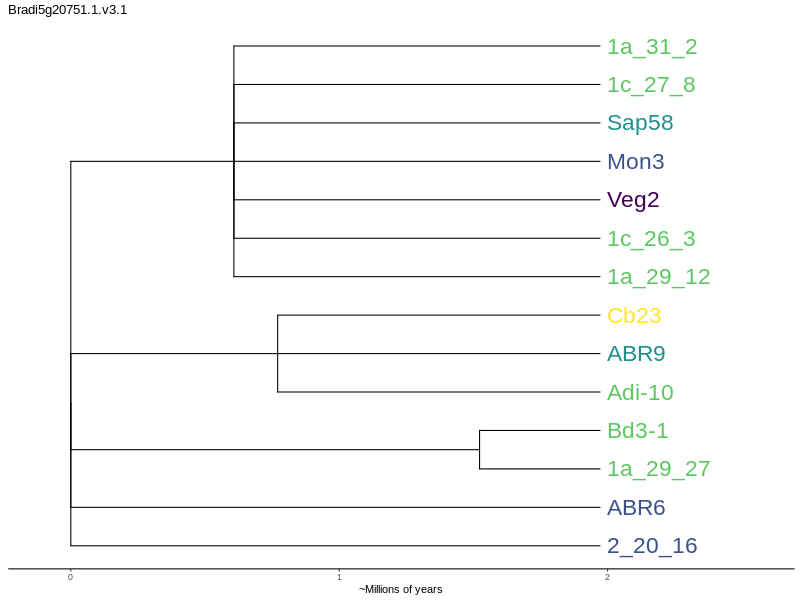 Bradi5g20751.1.v3.1
1a_31_2
1c_27_8
Sap58
Mon3
Veg2
1c_26_3
1a_29_12
Cb23
ABR9
Adi-10
Bd3-1
1a_29_27
ABR6
2_20_16
0 1 2
~Millions of years